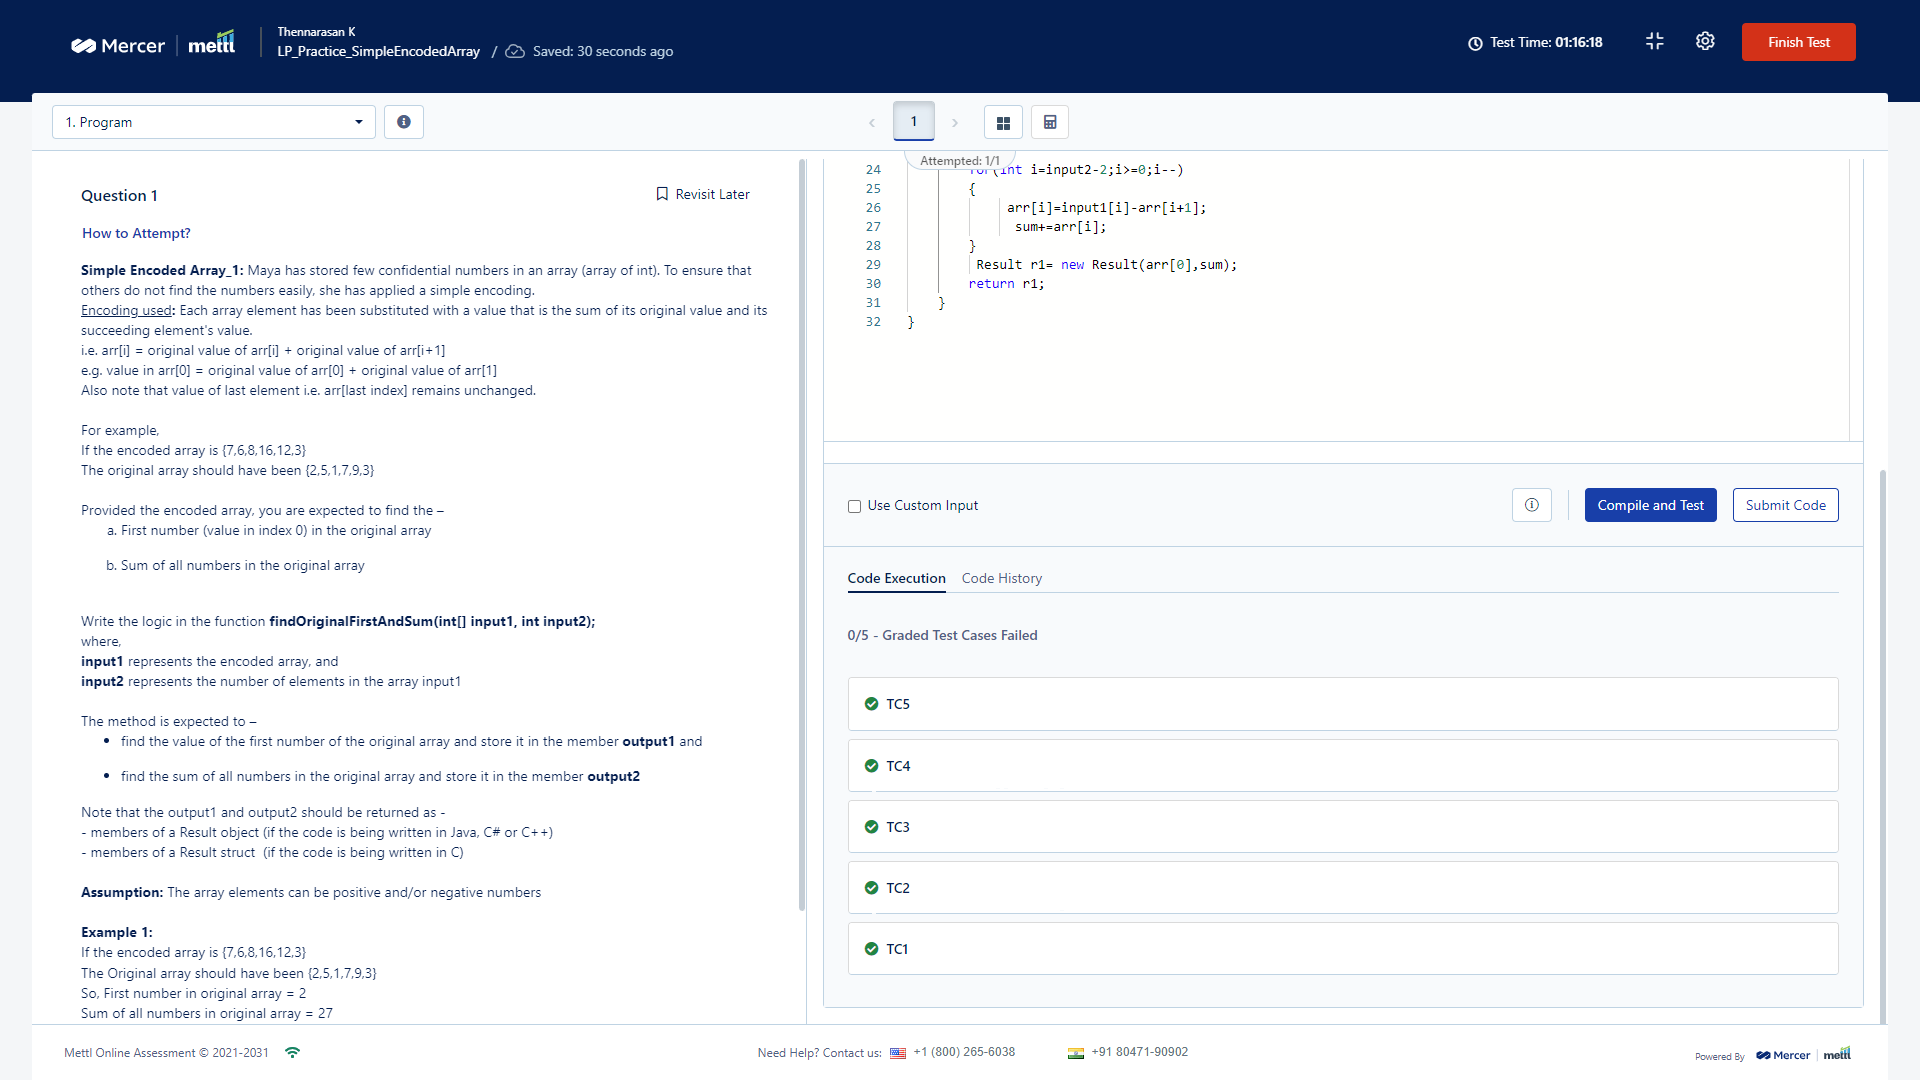 Mercer mettl
Thennarasan K
LP_Practice_SimpleEncodedArray / Saved: 30 seconds ago
Test Time: 01:16:18
Finish Test
1. Program
1
Attempted: 1/1
Question 1
Revisit Later
How to Attempt?
Simple Encoded Array_1: Maya has stored few confidential numbers in an array (array of int). To ensure that
others do not find the numbers easily, she has applied a simple encoding.
Encoding used: Each array element has been substituted with a value that is the sum of its original value and its
succeeding element's value.
i.e. arr[i] = original value of arr[i] + original value of arr[i+1]
e.g. value in arr[0] = original value of arr[0] + original value of arr[1]
Also note that value of last element i.e. arr[last index] remains unchanged.
For example,
If the encoded array is {7,6,8,16,12,3}
The original array should have been {2,5,1,7,9,3}
Provided the encoded array, you are expected to find the –
a. First number (value in index 0) in the original array
b. Sum of all numbers in the original array
Write the logic in the function findOriginalFirstAndSum(int[] input1, int input2);
where,
input1 represents the encoded array, and
input2 represents the number of elements in the array input1
The method is expected to –
• find the value of the first number of the original array and store it in the member output1 and
• find the sum of all numbers in the original array and store it in the member output2
Note that the output1 and output2 should be returned as -
- members of a Result object (if the code is being written in Java, C# or C++)
- members of a Result struct (if the code is being written in C)
Assumption: The array elements can be positive and/or negative numbers
Example 1:
If the encoded array is {7,6,8,16,12,3}
The Original array should have been {2,5,1,7,9,3}
So, First number in original array = 2
Sum of all numbers in original array = 27
24 for(int i=input2-2;i>=0;i--)
25 {
26 arr[i]=input1[i]-arr[i+1];
27 sum+=arr[i];
28 }
29 Result r1= new Result(arr[0],sum);
30 return r1;
31 }
32 }
Use Custom Input
Compile and Test
Submit Code
Code Execution Code History
0/5 - Graded Test Cases Failed
TC5
TC4
TC3
TC2
TC1
Mettl Online Assessment © 2021-2031
Need Help? Contact us: +1 (800) 265-6038 +91 80471-90902
Powered By Mercer mettl